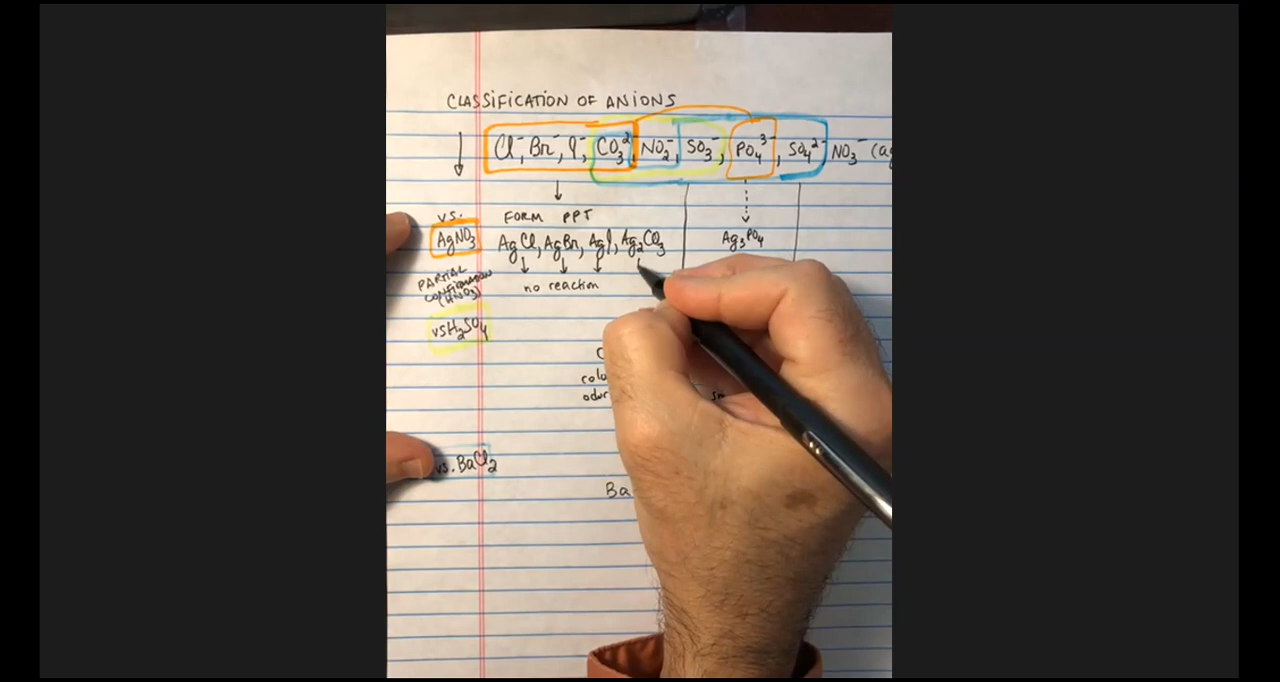 CLASSIFICATION OF ANIONS
Cl⁻, Br⁻, I⁻, CO₃²⁻, NO₂⁻, SO₃⁻, PO₄³⁻, SO₄²⁻ NO₃⁻
vs. FORM PPT
AgNO₃ AgCl, AgBr, AgI, Ag₂CO₃ Ag₃PO₄
PARTIAL
CONFIRMATION no reaction
(HNO₃)
vs H₂SO₄
vs. BaCl₂
Ba